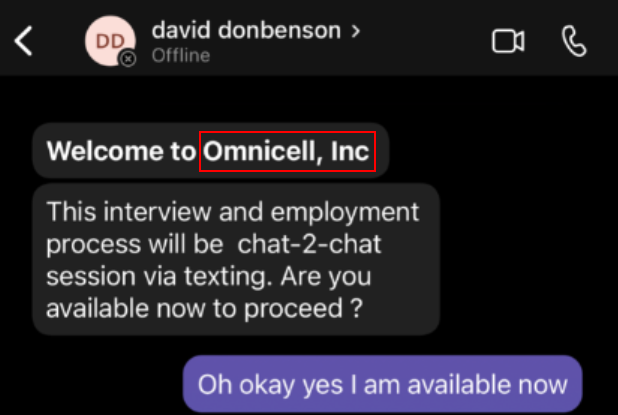 DD
david donbenson >
Offline
Welcome to Omnicell, Inc
This interview and employment
process will be  chat-2-chat
session via texting. Are you
available now to proceed ?
Oh okay yes I am available now